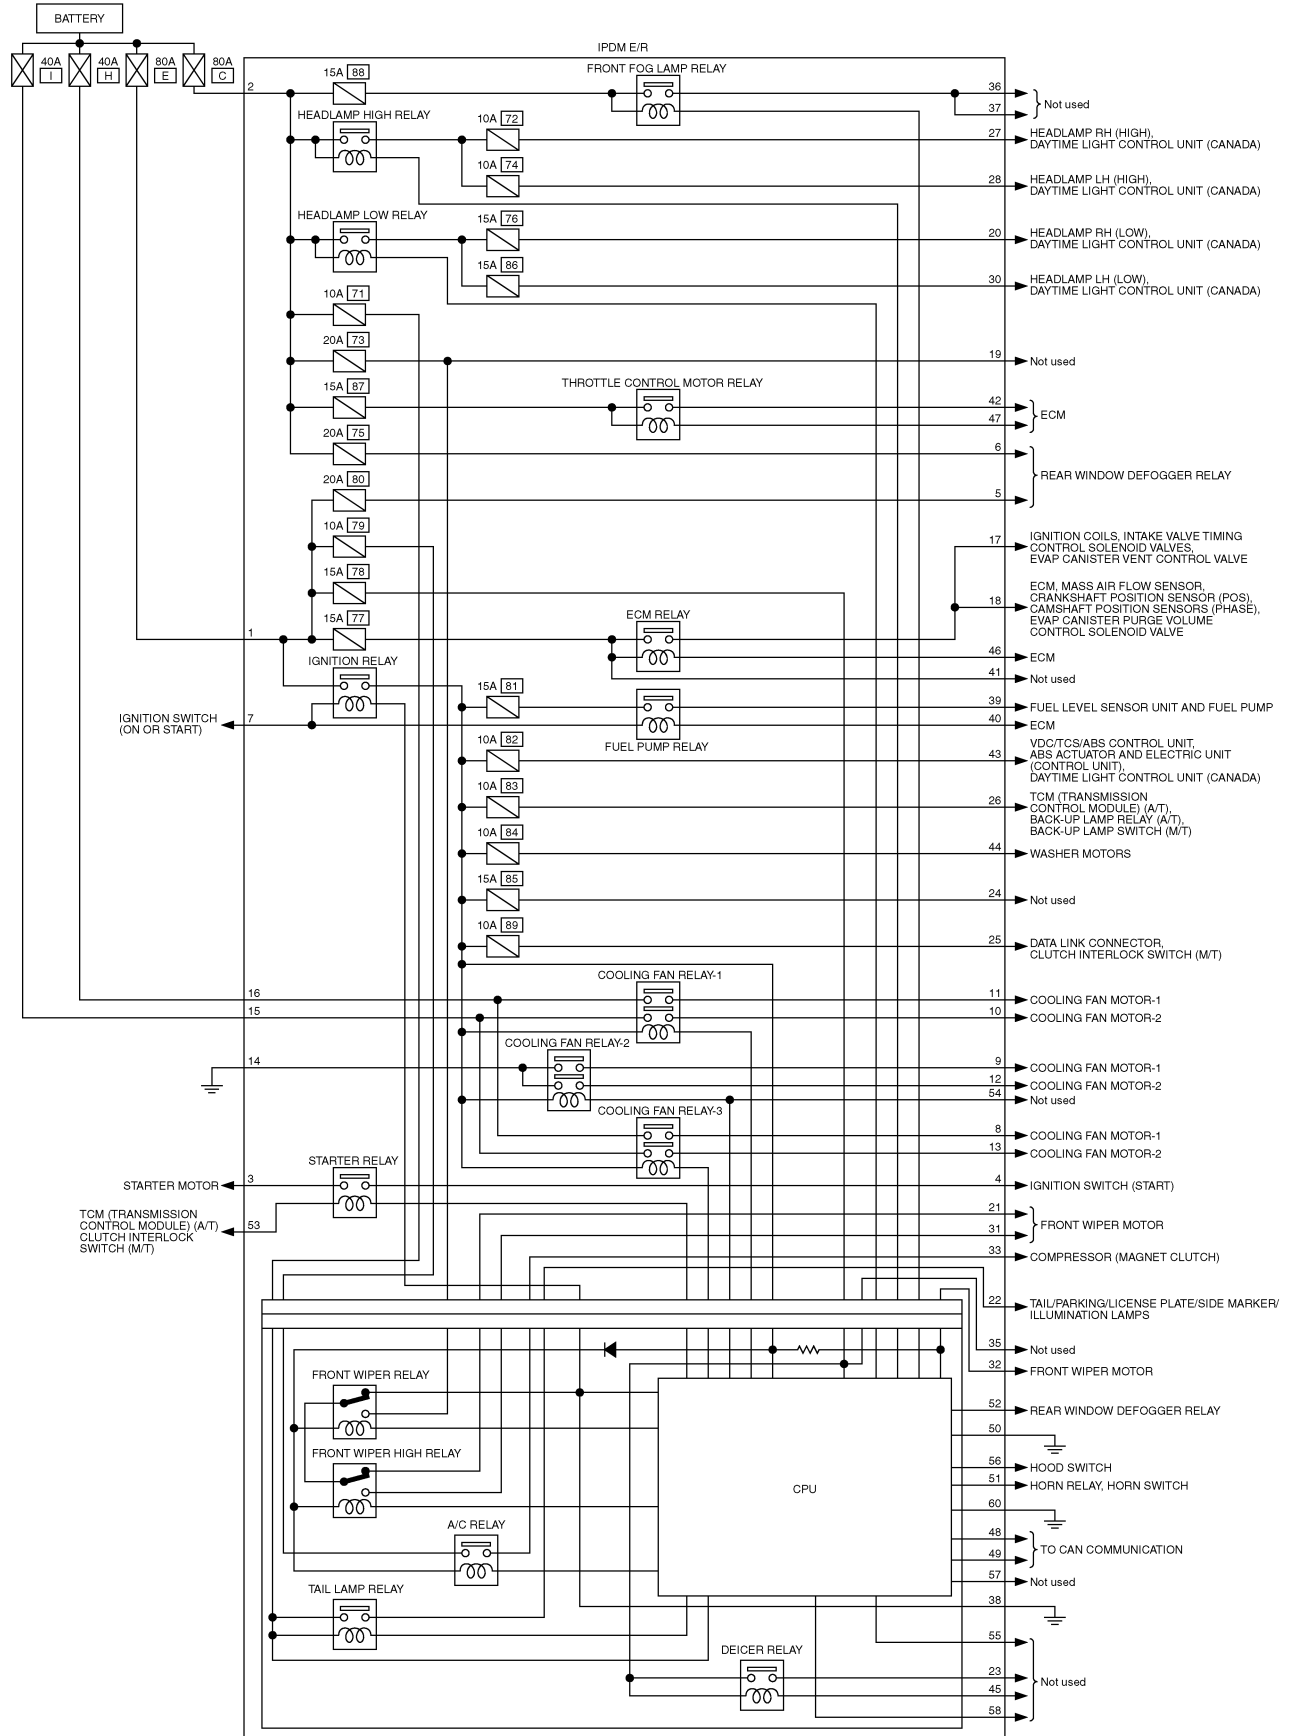 BATTERY
40A
I
40A
H
80A
E
80A
C
IPDM E/R
2
15A 88
FRONT FOG LAMP RELAY
36
37
Not used
HEADLAMP HIGH RELAY
10A 72
27
HEADLAMP RH (HIGH),
DAYTIME LIGHT CONTROL UNIT (CANADA)
10A 74
28
HEADLAMP LH (HIGH),
DAYTIME LIGHT CONTROL UNIT (CANADA)
HEADLAMP LOW RELAY
15A 76
20
HEADLAMP RH (LOW),
DAYTIME LIGHT CONTROL UNIT (CANADA)
15A 86
30
HEADLAMP LH (LOW),
DAYTIME LIGHT CONTROL UNIT (CANADA)
10A 71
20A 73
19
Not used
15A 87
THROTTLE CONTROL MOTOR RELAY
42
47
ECM
20A 75
6
REAR WINDOW DEFOGGER RELAY
20A 80
5
10A 79
17
IGNITION COILS, INTAKE VALVE TIMING
CONTROL SOLENOID VALVES,
EVAP CANISTER VENT CONTROL VALVE
15A 78
18
ECM, MASS AIR FLOW SENSOR,
CRANKSHAFT POSITION SENSOR (POS),
CAMSHAFT POSITION SENSORS (PHASE),
EVAP CANISTER PURGE VOLUME
CONTROL SOLENOID VALVE
1
15A 77
ECM RELAY
46
ECM
41
Not used
IGNITION RELAY
15A 81
39
FUEL LEVEL SENSOR UNIT AND FUEL PUMP
IGNITION SWITCH
(ON OR START)
7
40
ECM
FUEL PUMP RELAY
10A 82
43
VDC/TCS/ABS CONTROL UNIT,
ABS ACTUATOR AND ELECTRIC UNIT
(CONTROL UNIT),
DAYTIME LIGHT CONTROL UNIT (CANADA)
10A 83
26
TCM (TRANSMISSION
CONTROL MODULE) (A/T),
BACK-UP LAMP RELAY (A/T),
BACK-UP LAMP SWITCH (M/T)
10A 84
44
WASHER MOTORS
15A 85
24
Not used
10A 89
25
DATA LINK CONNECTOR,
CLUTCH INTERLOCK SWITCH (M/T)
COOLING FAN RELAY-1
16
11
COOLING FAN MOTOR-1
15
10
COOLING FAN MOTOR-2
COOLING FAN RELAY-2
14
9
COOLING FAN MOTOR-1
12
COOLING FAN MOTOR-2
54
Not used
COOLING FAN RELAY-3
8
COOLING FAN MOTOR-1
13
COOLING FAN MOTOR-2
STARTER RELAY
STARTER MOTOR
3
4
IGNITION SWITCH (START)
TCM (TRANSMISSION
CONTROL MODULE) (A/T)
CLUTCH INTERLOCK
SWITCH (M/T)
53
21
31
FRONT WIPER MOTOR
33
COMPRESSOR (MAGNET CLUTCH)
22
TAIL/PARKING/LICENSE PLATE/SIDE MARKER/
ILLUMINATION LAMPS
35
Not used
32
FRONT WIPER MOTOR
FRONT WIPER RELAY
52
REAR WINDOW DEFOGGER RELAY
50
FRONT WIPER HIGH RELAY
56
HOOD SWITCH
51
HORN RELAY, HORN SWITCH
CPU
60
A/C RELAY
48
49
TO CAN COMMUNICATION
57
Not used
TAIL LAMP RELAY
38
55
DEICER RELAY
23
45
58
Not used